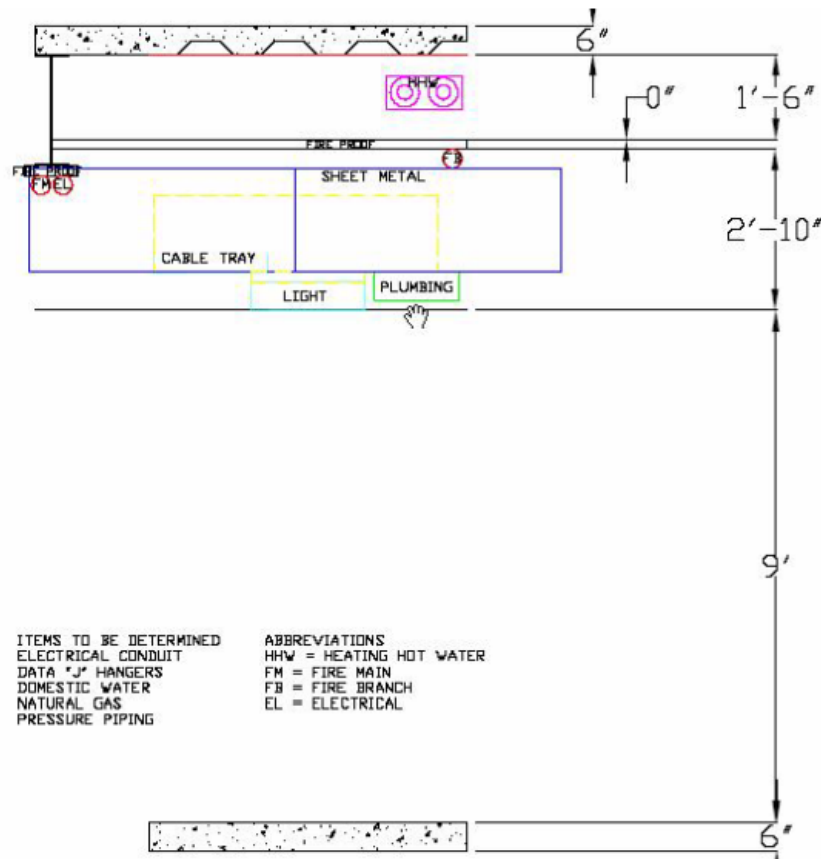 6"
HHW
0"
1'-6"
FIRE PROOF
FIRE PROOF
FB
FM EL
SHEET METAL
2'-10"
CABLE TRAY
PLUMBING
LIGHT
9'
ITEMS TO BE DETERMINED
ELECTRICAL CONDUIT
DATA "J" HANGERS
DOMESTIC WATER
NATURAL GAS
PRESSURE PIPING
ABBREVIATIONS
HHW = HEATING HOT WATER
FM = FIRE MAIN
FB = FIRE BRANCH
EL = ELECTRICAL
6"